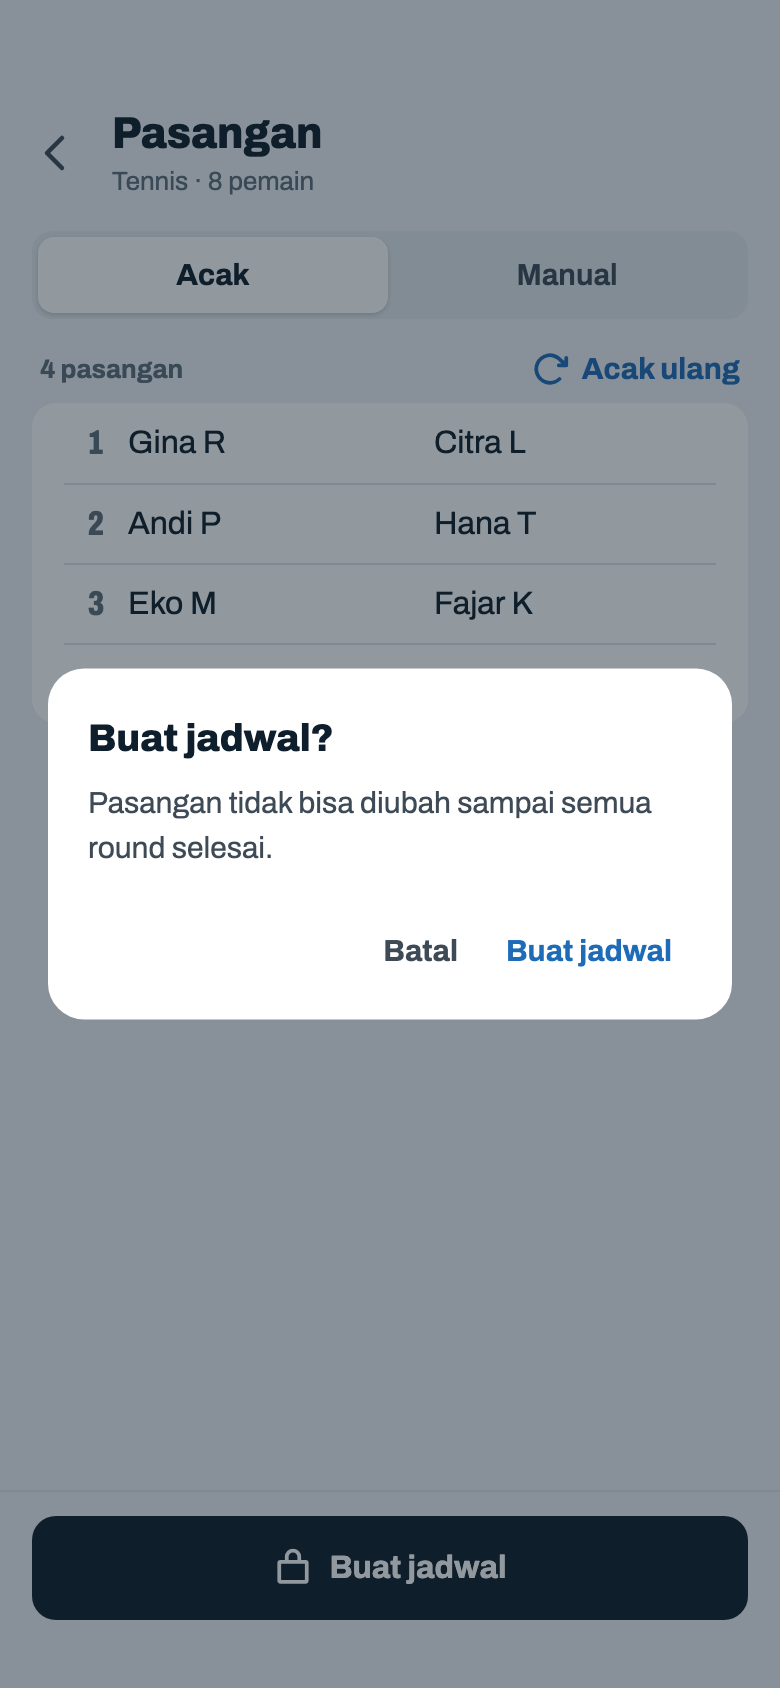 Pasangan
Tennis · 8 pemain
Acak
Manual
4 pasangan
Acak ulang
1 Gina R Citra L
2 Andi P Hana T
3 Eko M Fajar K
Buat jadwal?
Pasangan tidak bisa diubah sampai semua
round selesai.
Batal
Buat jadwal
Buat jadwal